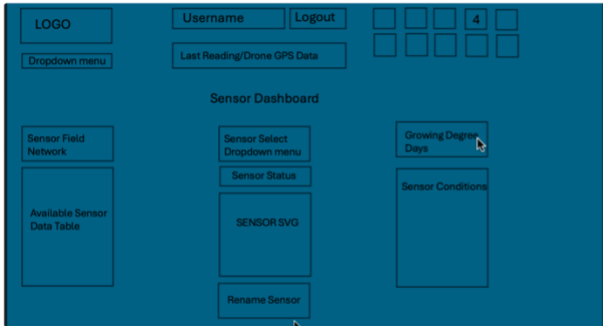 LOGO
Username
Logout
4
Dropdown menu
Last Reading/Drone GPS Data
Sensor Dashboard
Sensor Field
Network
Sensor Select
Dropdown menu
Growing Degree
Days
Sensor Status
Sensor Conditions
Available Sensor
Data Table
SENSOR SVG
Rename Sensor